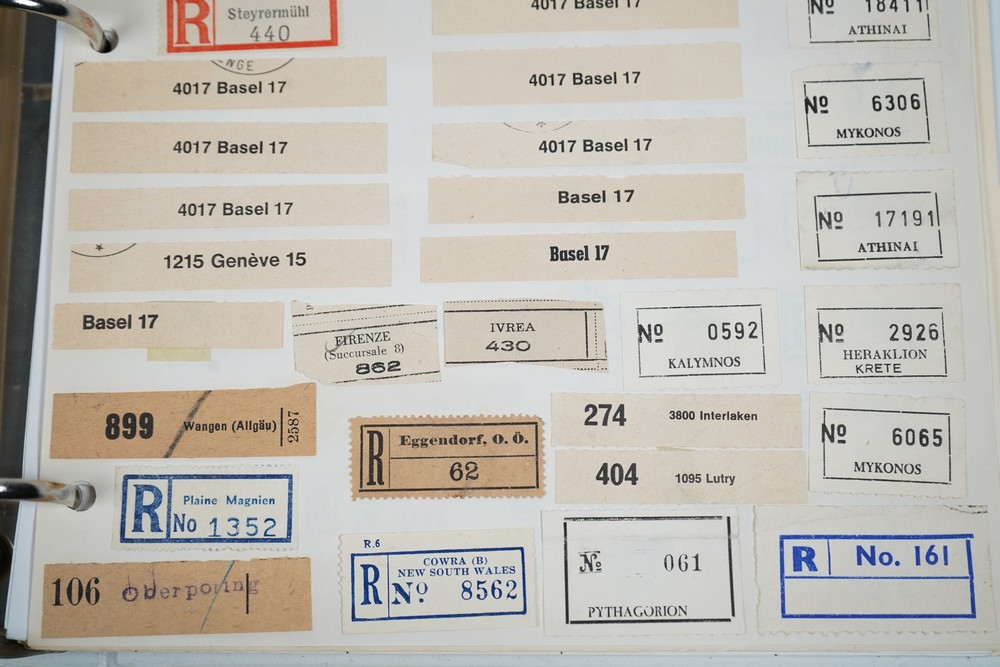 R
Steyrermühl
440
4017 Basel 17
Nº 18411
ATHINAI
NGE
4017 Basel 17
4017 Basel 17
Nº 6306
MYKONOS
4017 Basel 17
4017 Basel 17
4017 Basel 17
Basel 17
Nº 17191
ATHINAI
1215 Genève 15
Basel 17
Basel 17
FIRENZE
(Succursale 8)
862
IVREA
430
Nº 0592
KALYMNOS
Nº 2926
HERAKLION
KRETE
899 Wangen (Allgäu) 2587
R
Eggendorf, O. Ö.
62
274 3800 Interlaken
404 1095 Lutry
Nº 6065
MYKONOS
R
Plaine Magnien
No 1352
106 Oberporing
R.6
R
COWRA (B)
NEW SOUTH WALES
Nº 8562
Nº 061
PYTHAGORION
R No. 161